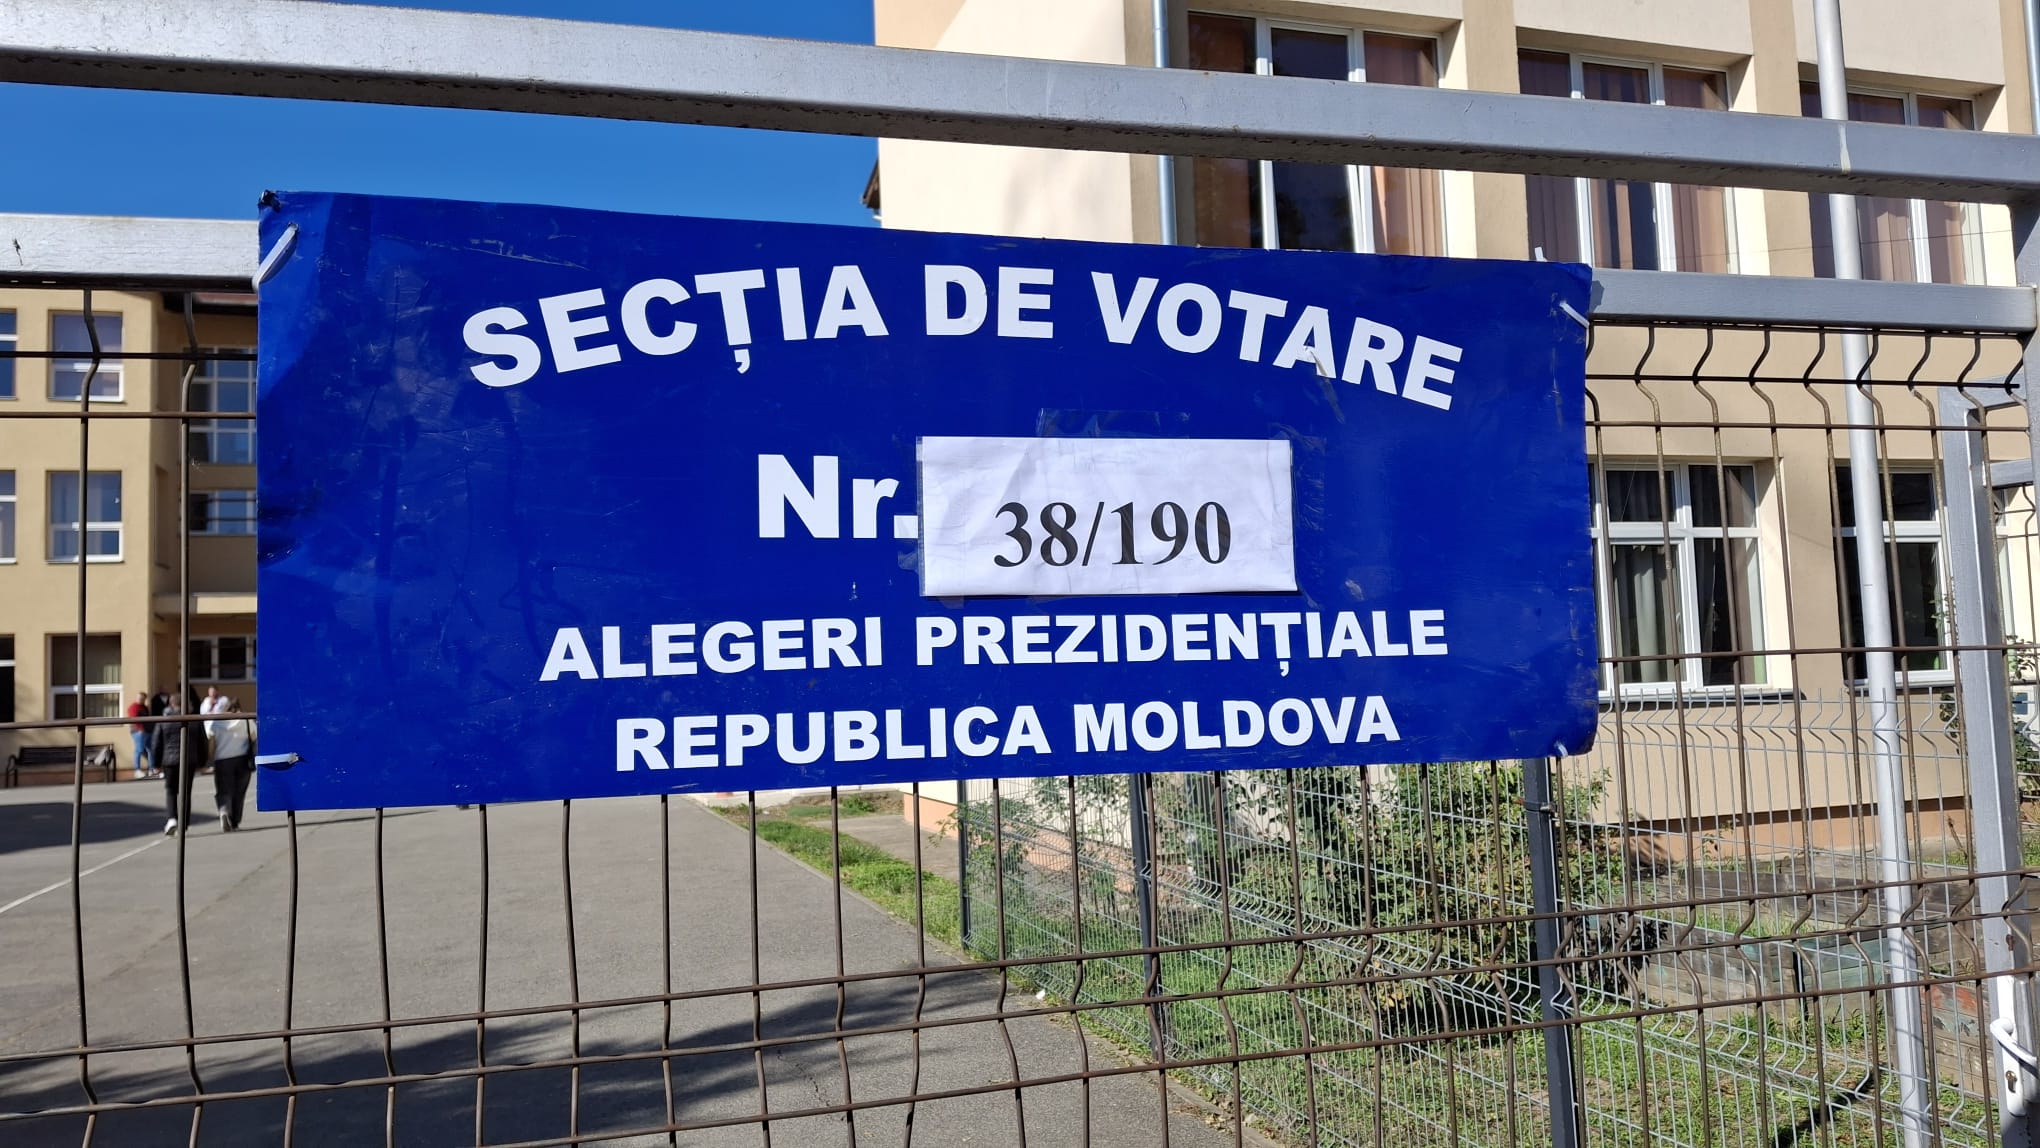 SECȚIA DE VOTARE
Nr. 38/190
ALEGERI PREZIDENȚIALE
REPUBLICA MOLDOVA